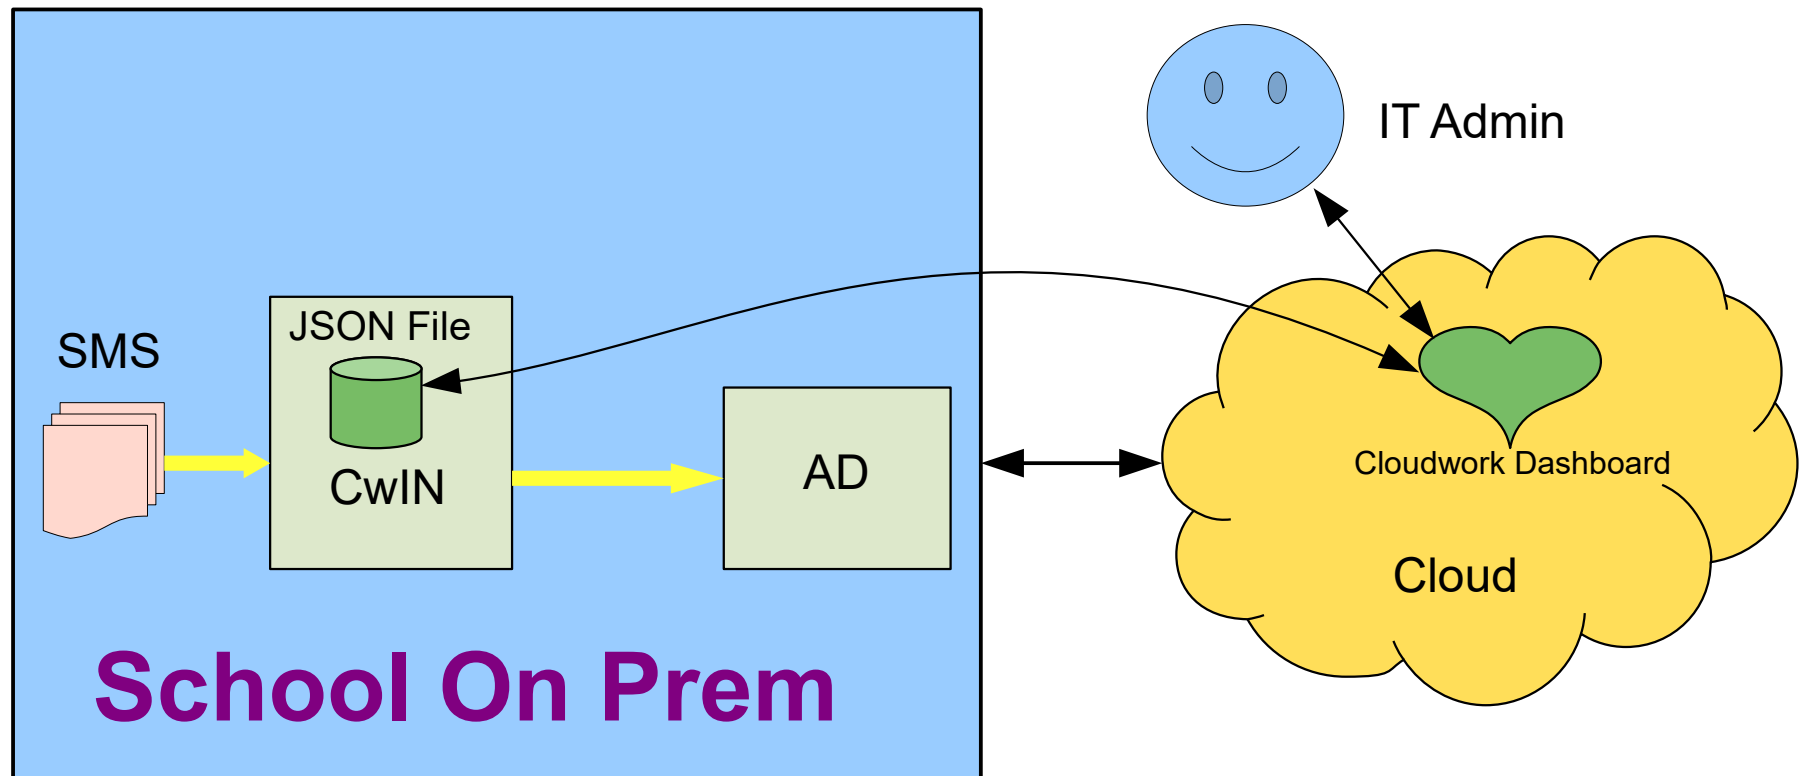 IT Admin
JSON File
SMS
CwIN
AD
Cloudwork Dashboard
Cloud
School On Prem